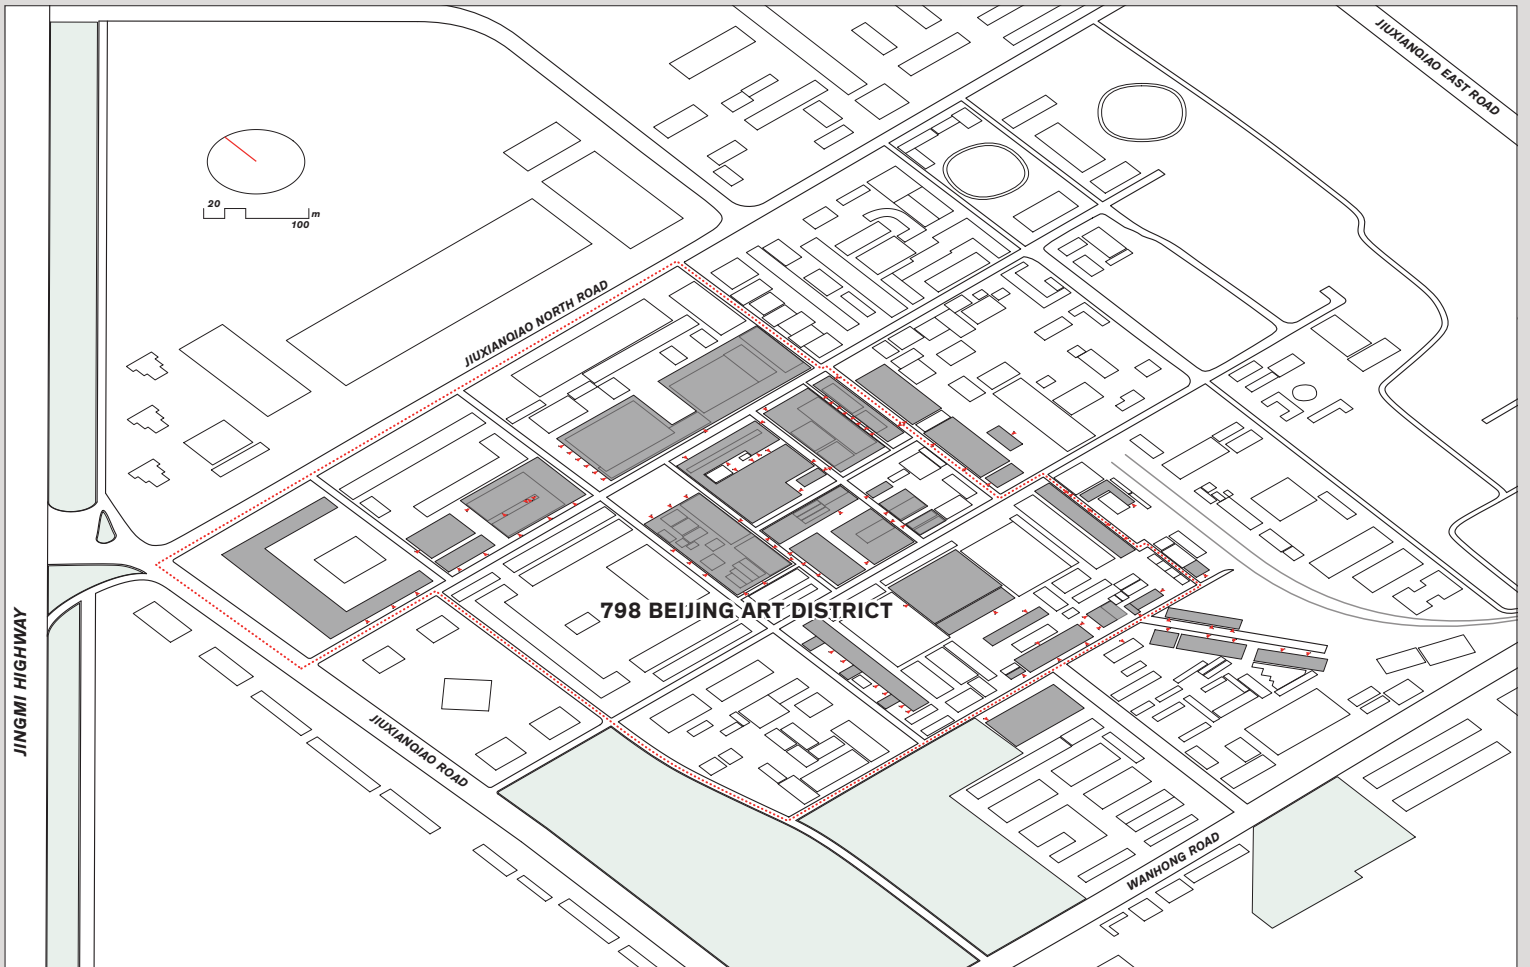 JIUXIANQIAO EAST ROAD
20
m
100
JIUXIANQIAO NORTH ROAD
798 BEIJING ART DISTRICT
JINGMI HIGHWAY
JIUXIANQIAO ROAD
WANHONG ROAD